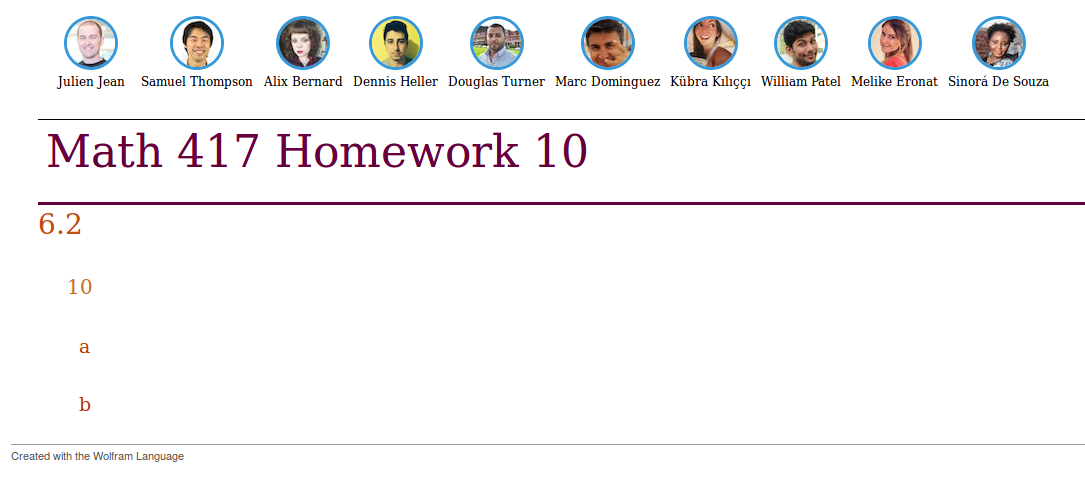 Julien Jean Samuel Thompson Alix Bernard Dennis Heller Douglas Turner Marc Dominguez Kübra Kılıççı William Patel Melike Eronat Sinorá De Souza
Math 417 Homework 10
6.2
10
a
b
Created with the Wolfram Language